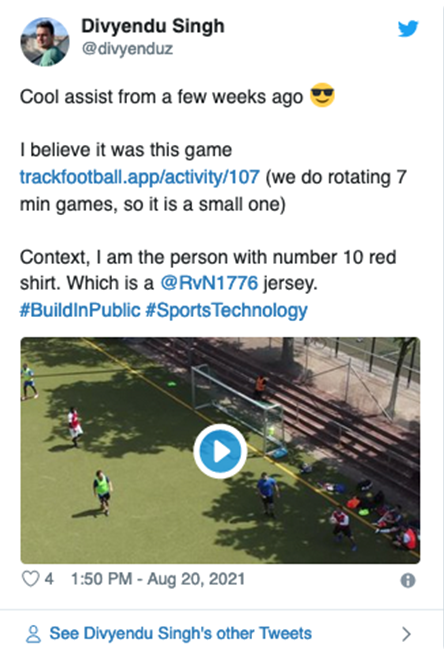 Divyendu Singh
@divyenduz
Cool assist from a few weeks ago 😎
I believe it was this game
trackfootball.app/activity/107 (we do rotating 7
min games, so it is a small one)
Context, I am the person with number 10 red
shirt. Which is a @RvN1776 jersey.
#BuildInPublic #SportsTechnology
4 1:50 PM - Aug 20, 2021
See Divyendu Singh's other Tweets